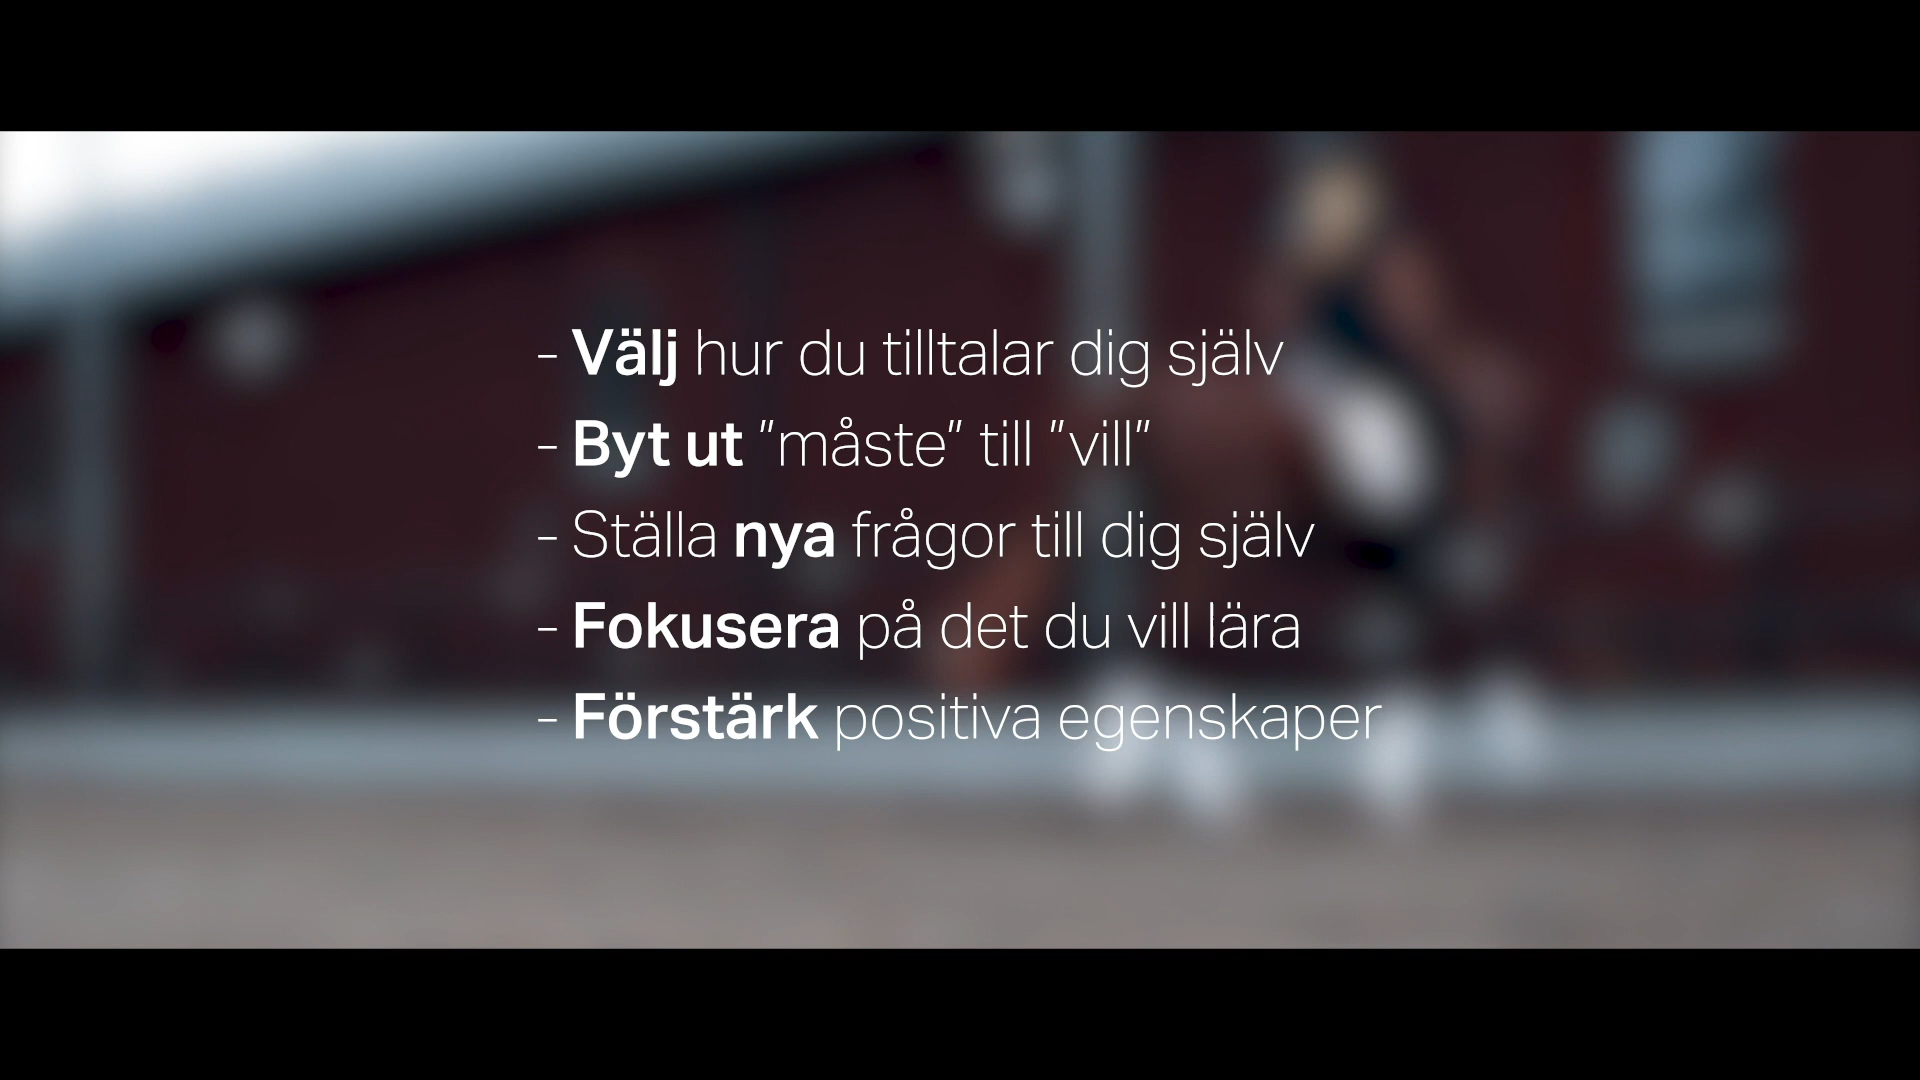 - Välj hur du tilltalar dig själv
- Byt ut ”måste” till ”vill”
- Ställa nya frågor till dig själv
- Fokusera på det du vill lära
- Förstärk positiva egenskaper